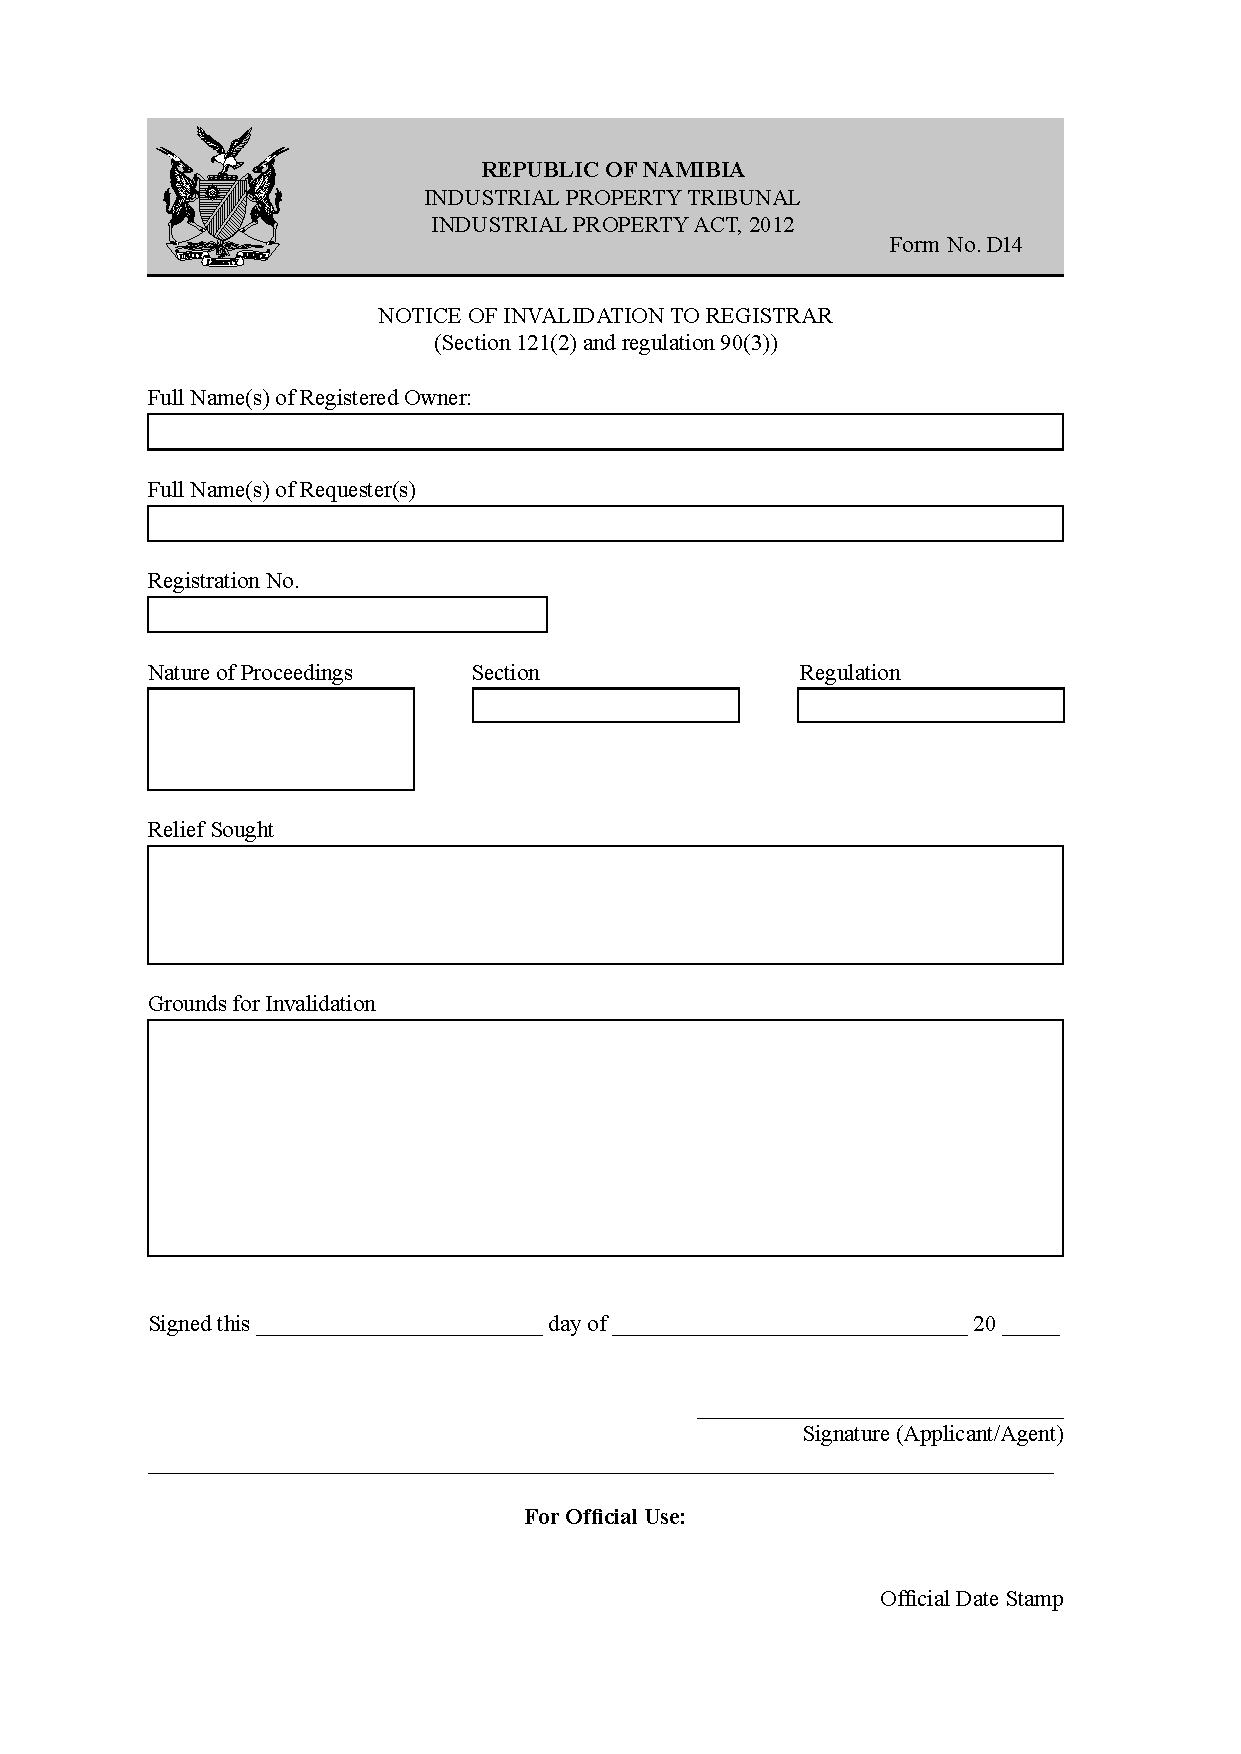 REPUBLIC OF NAMIBIA
INDUSTRIAL PROPERTY TRIBUNAL
INDUSTRIAL PROPERTY ACT, 2012
Form No. D14
NOTICE OF INVALIDATION TO REGISTRAR
(Section 121(2) and regulation 90(3))
Full Name(s) of Registered Owner:
Full Name(s) of Requester(s)
Registration No.
Nature of Proceedings Section Regulation
Relief Sought
Grounds for Invalidation
Signed this _________________________ day of _______________________________ 20 _____
Signature (Applicant/Agent)
For Official Use:
Official Date Stamp